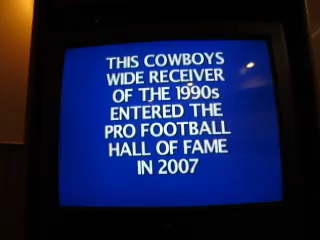 THIS COWBOYS
WIDE RECEIVER
OF THE 1990s
ENTERED THE
PRO FOOTBALL
HALL OF FAME
IN 2007